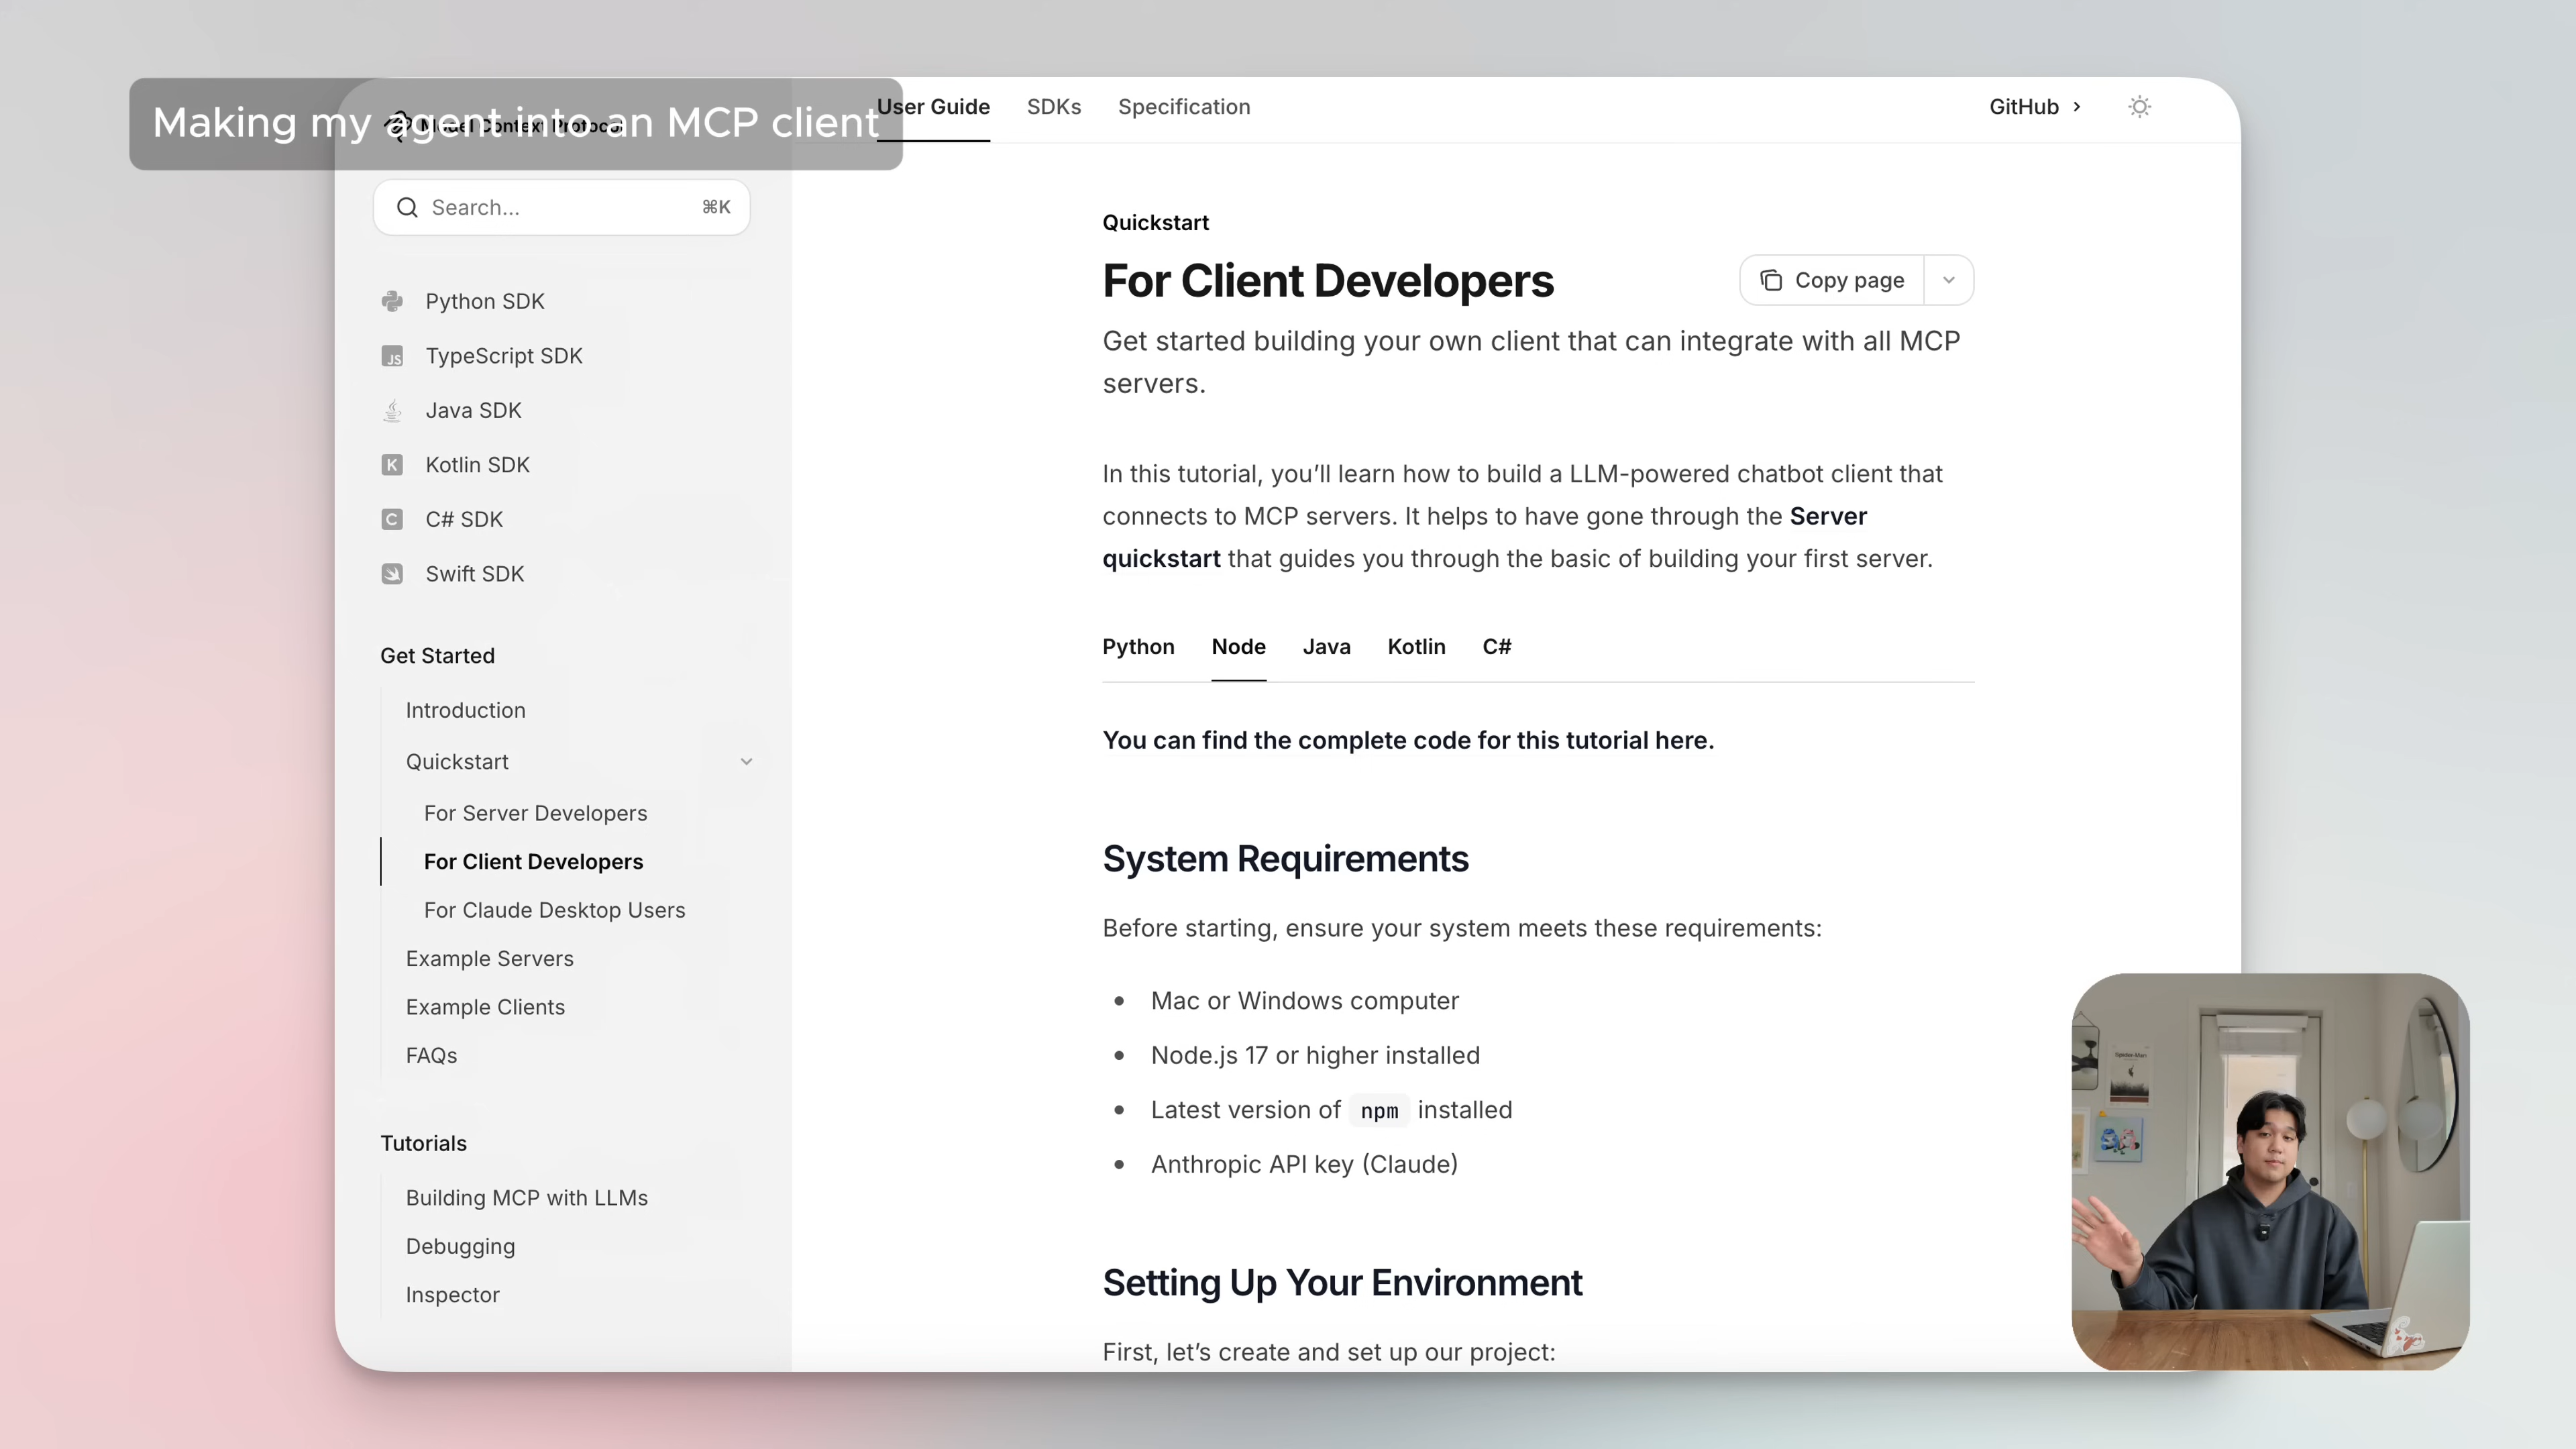 Making my agent into an MCP client
Model Context Protocol
User Guide
SDKs
Specification
GitHub
Search...
⌘K
Python SDK
JS
TypeScript SDK
Java SDK
K
Kotlin SDK
C
C# SDK
Swift SDK
Get Started
Introduction
Quickstart
For Server Developers
For Client Developers
For Claude Desktop Users
Example Servers
Example Clients
FAQs
Tutorials
Building MCP with LLMs
Debugging
Inspector
Quickstart
For Client Developers
Copy page
Get started building your own client that can integrate with all MCP
servers.
In this tutorial, you’ll learn how to build a LLM-powered chatbot client that
connects to MCP servers. It helps to have gone through the Server
quickstart that guides you through the basic of building your first server.
Python
Node
Java
Kotlin
C#
You can find the complete code for this tutorial here.
System Requirements
Before starting, ensure your system meets these requirements:
Mac or Windows computer
Node.js 17 or higher installed
Latest version of npm installed
Anthropic API key (Claude)
Setting Up Your Environment
First, let’s create and set up our project: